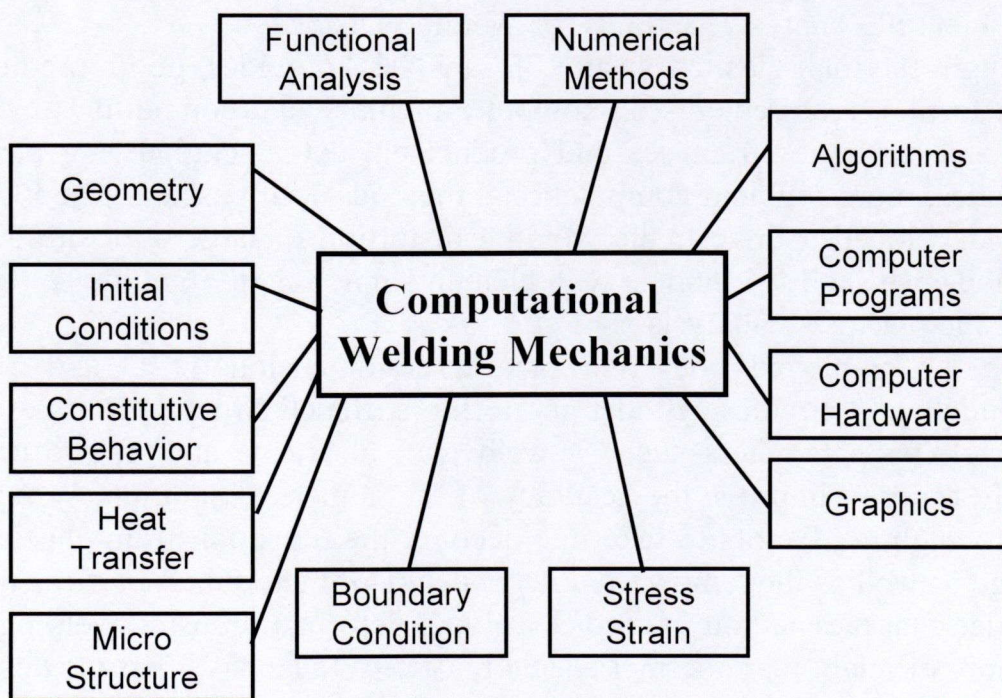 Functional
Analysis
Numerical
Methods
Geometry
Algorithms
Initial
Conditions
Computational
Welding Mechanics
Computer
Programs
Constitutive
Behavior
Computer
Hardware
Heat
Transfer
Graphics
Boundary
Condition
Stress
Strain
Micro
Structure